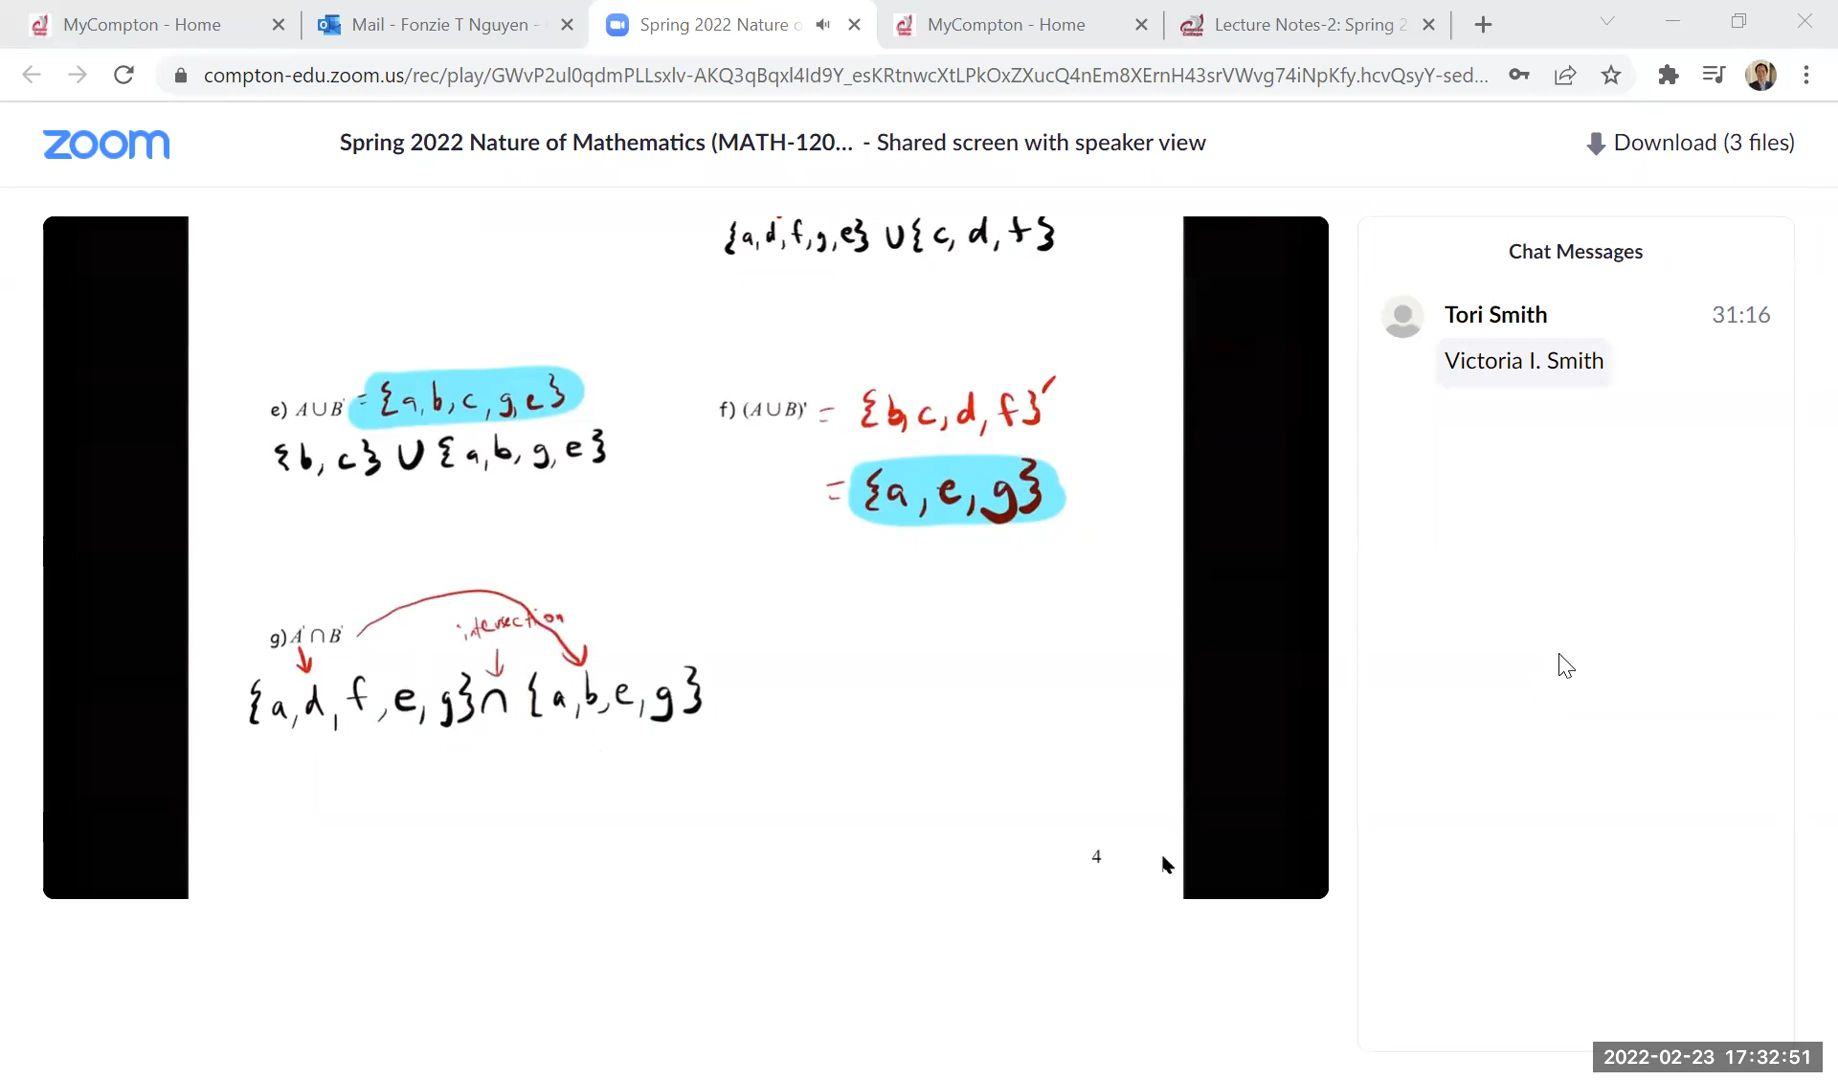 MyCompton - Home
Mail - Fonzie T Nguyen -
Spring 2022 Nature o
MyCompton - Home
Lecture Notes-2: Spring 2
compton-edu.zoom.us/rec/play/GWvP2ul0qdmPLLsxlv-AKQ3qBqxl4Id9Y_esKRtnwcXtLPkOxZXucQ4nEm8XErnH43srVWvg74iNpKfy.hcvQsyY-sed...
zoom
Spring 2022 Nature of Mathematics (MATH-120... - Shared screen with speaker view
Download (3 files)
{a, d, f, g, e} ∪ {c, d, f}
e) A ∪ B' = {a, b, c, g, e}
{b, c} ∪ {a, b, g, e}
f) (A ∪ B)' = {b, c, d, f}'
= {a, e, g}
g) A' ∩ B'
intersection
{a, d, f, e, g} ∩ {a, b, e, g}
4
Chat Messages
Tori Smith 31:16
Victoria I. Smith
2022-02-23 17:32:51